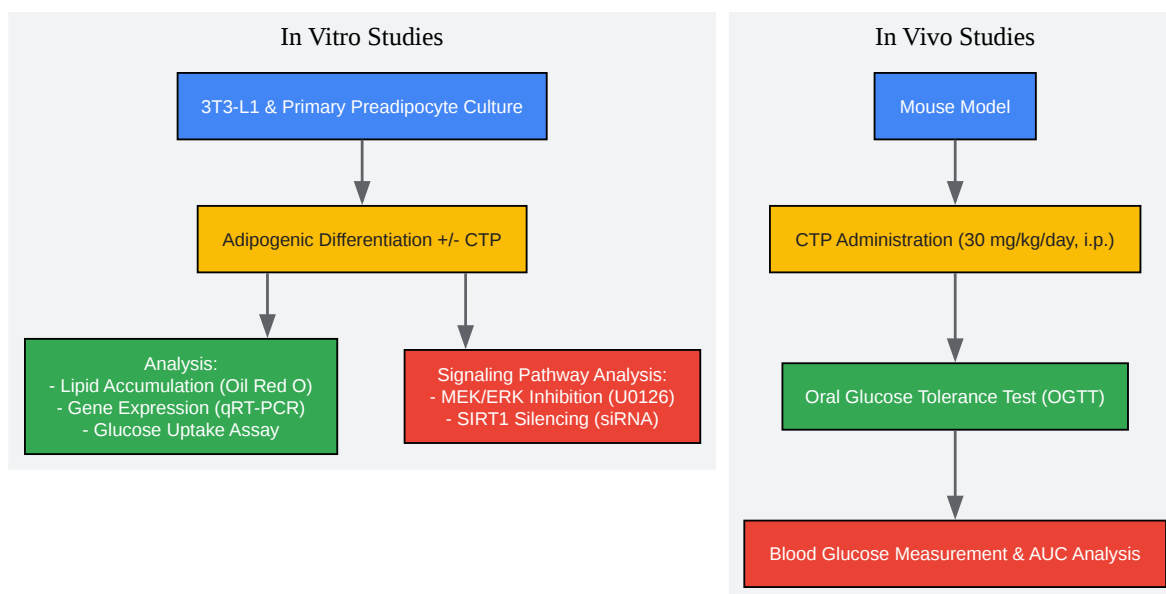 In Vitro Studies
3T3-L1 & Primary Preadipocyte Culture
Adipogenic Differentiation +/- CTP
Analysis:
- Lipid Accumulation (Oil Red O)
- Gene Expression (qRT-PCR)
- Glucose Uptake Assay
Signaling Pathway Analysis:
- MEK/ERK Inhibition (U0126)
- SIRT1 Silencing (siRNA)
In Vivo Studies
Mouse Model
CTP Administration (30 mg/kg/day, i.p.)
Oral Glucose Tolerance Test (OGTT)
Blood Glucose Measurement & AUC Analysis